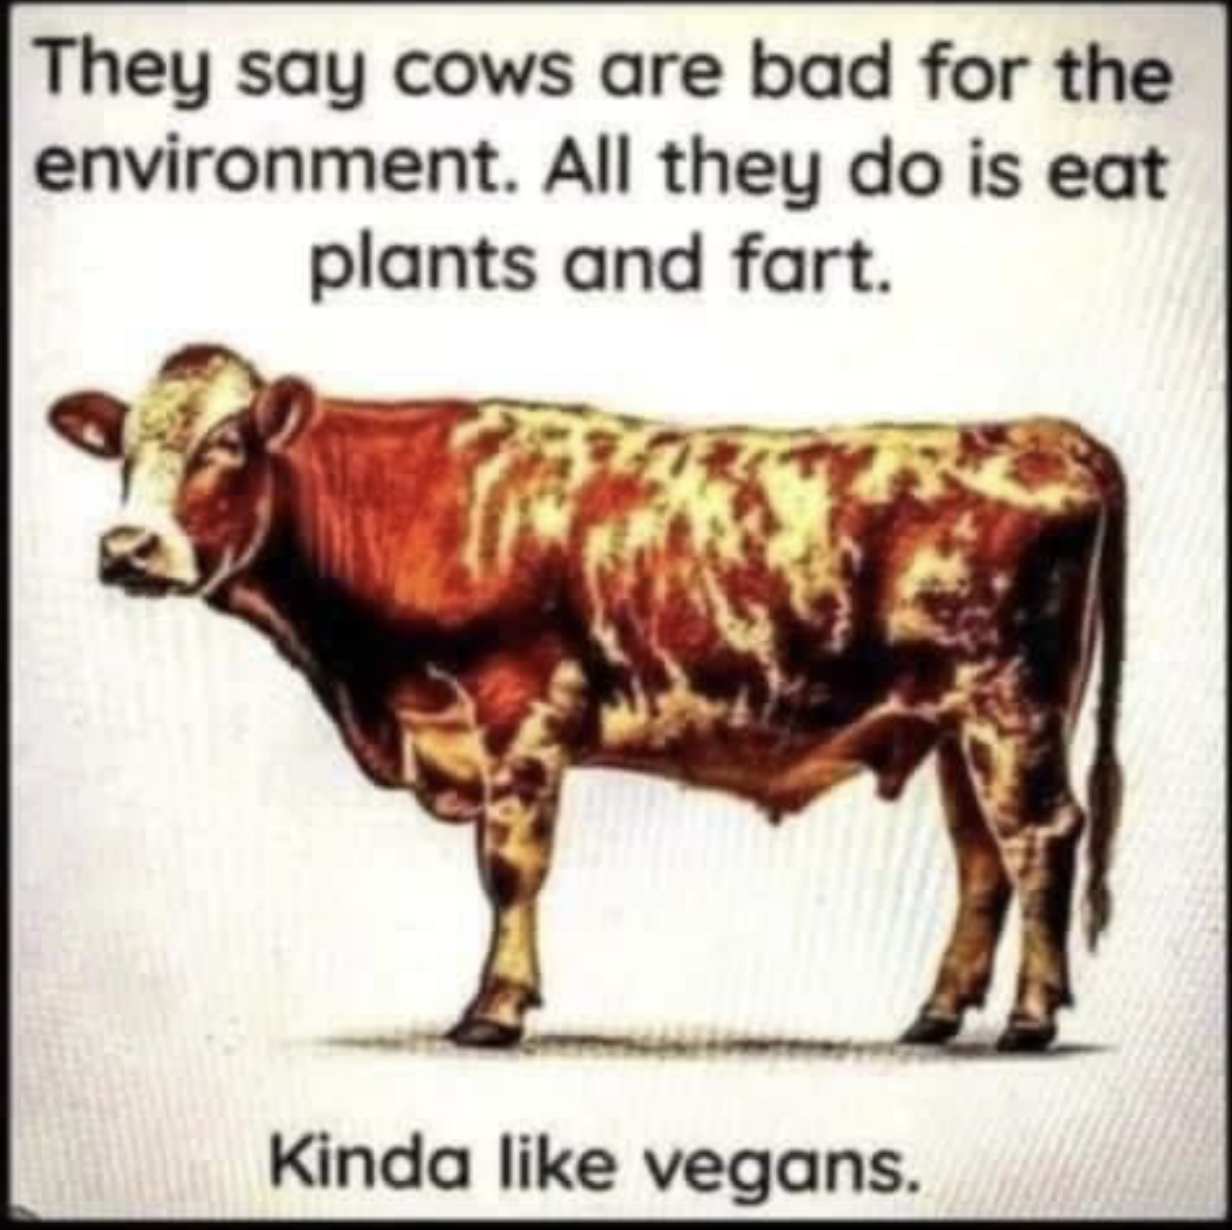 They say cows are bad for the
environment. All they do is eat
plants and fart.
Kinda like vegans.